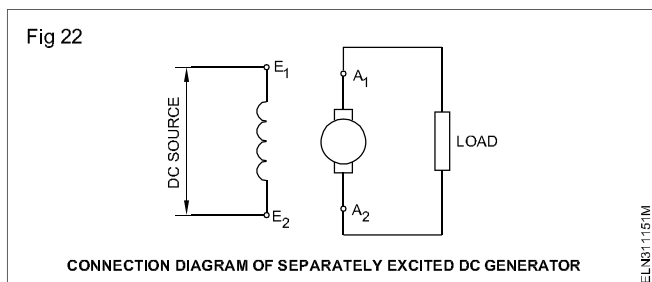 Fig 22
E1
A1
DC SOURCE
LOAD
E2
A2
CONNECTION DIAGRAM OF SEPARATELY EXCITED DC GENERATOR
ELN311151M